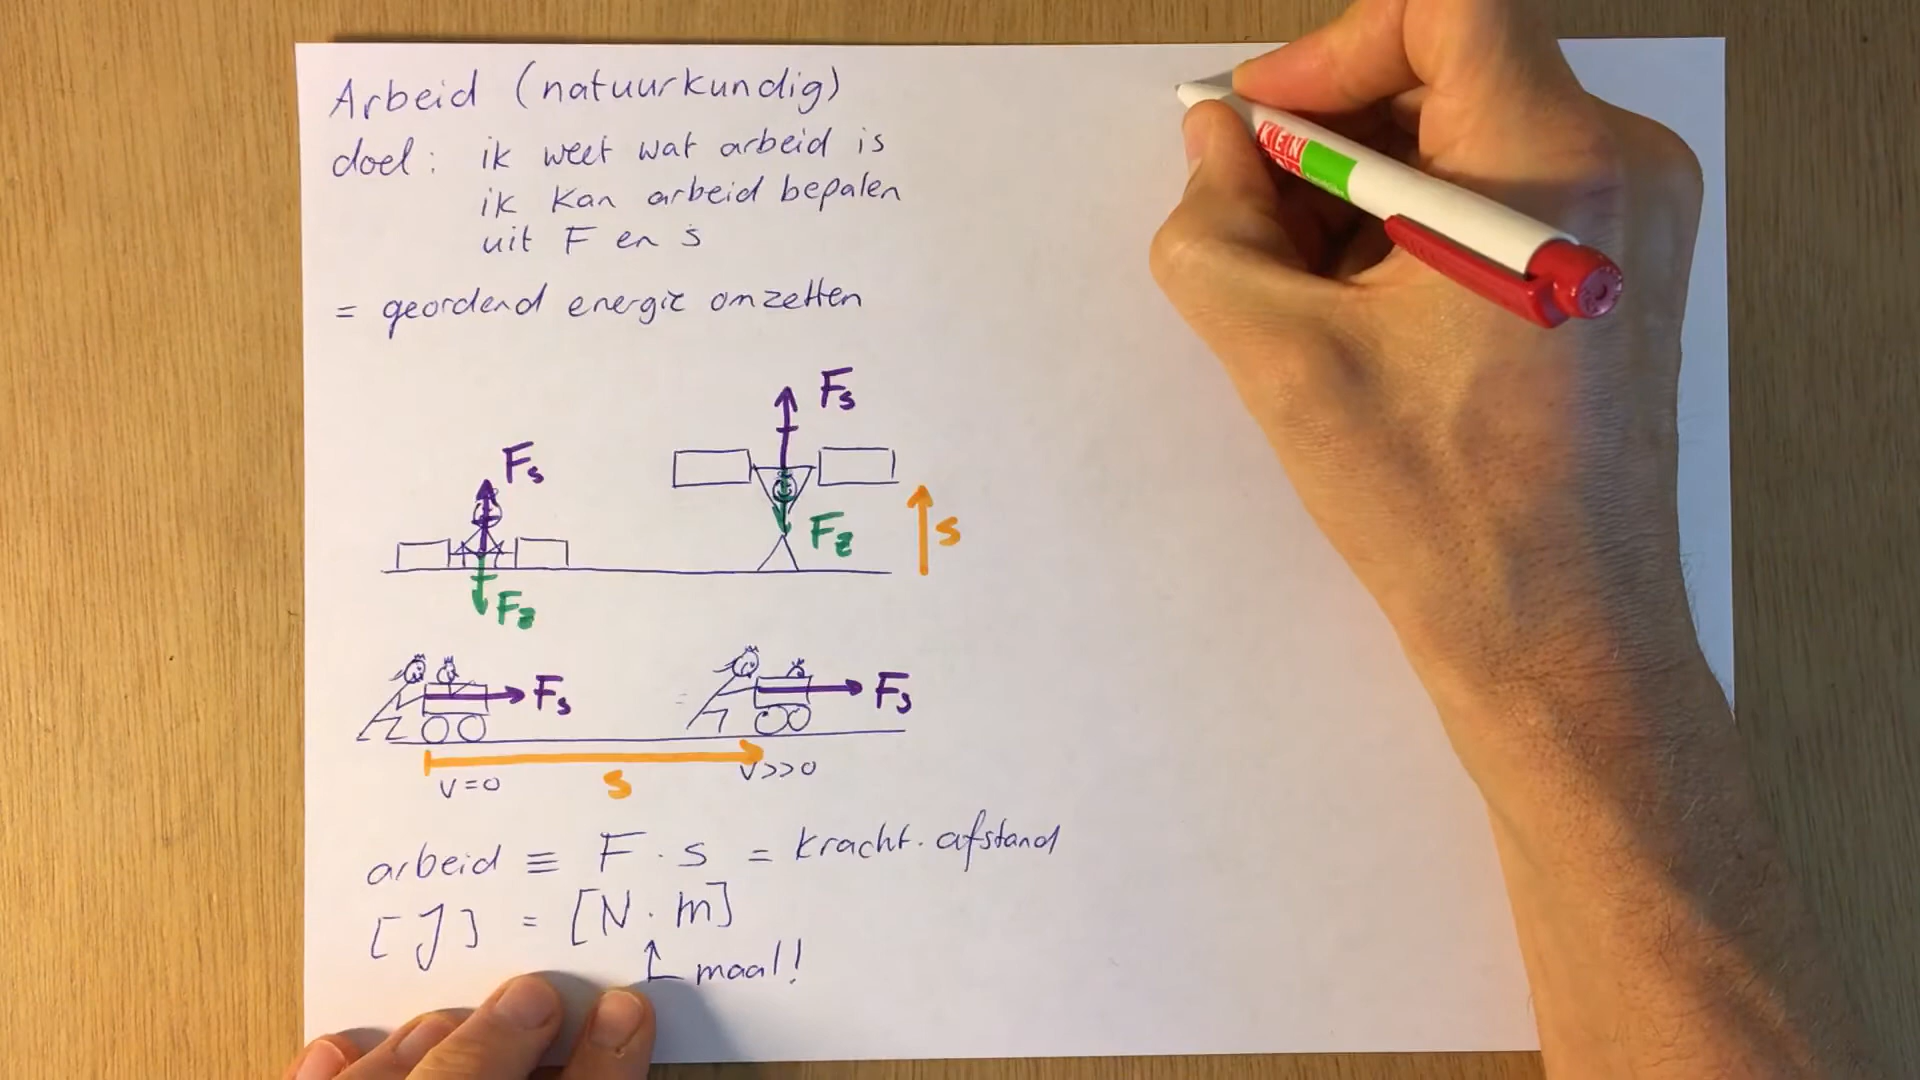 Arbeid (natuurkundig)
doel: ik weet wat arbeid is
ik kan arbeid bepalen
uit F en s
= geordend energie omzetten
Fs
Fs
Fz
s
Fz
Fs
Fs
v=0
s
v>>0
arbeid ≡ F · s = kracht · afstand
[J] = [N · m]
maal!
KEN